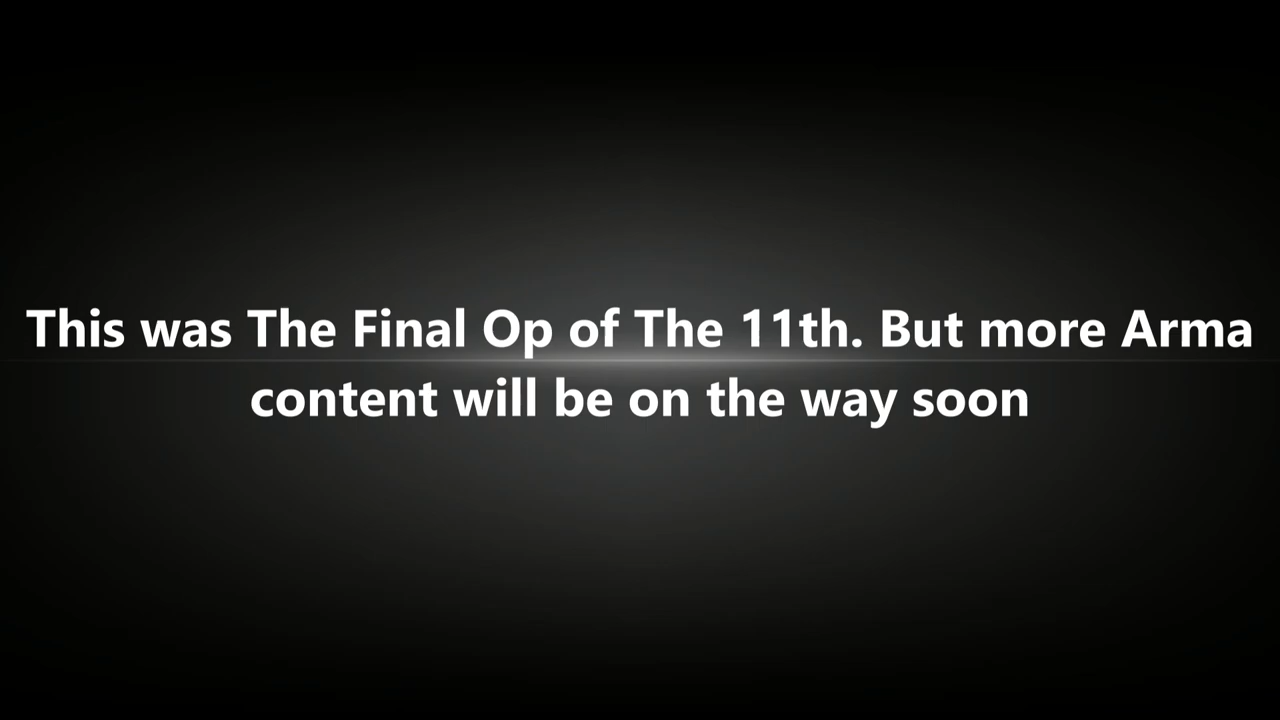 This was The Final Op of The 11th. But more Arma
content will be on the way soon